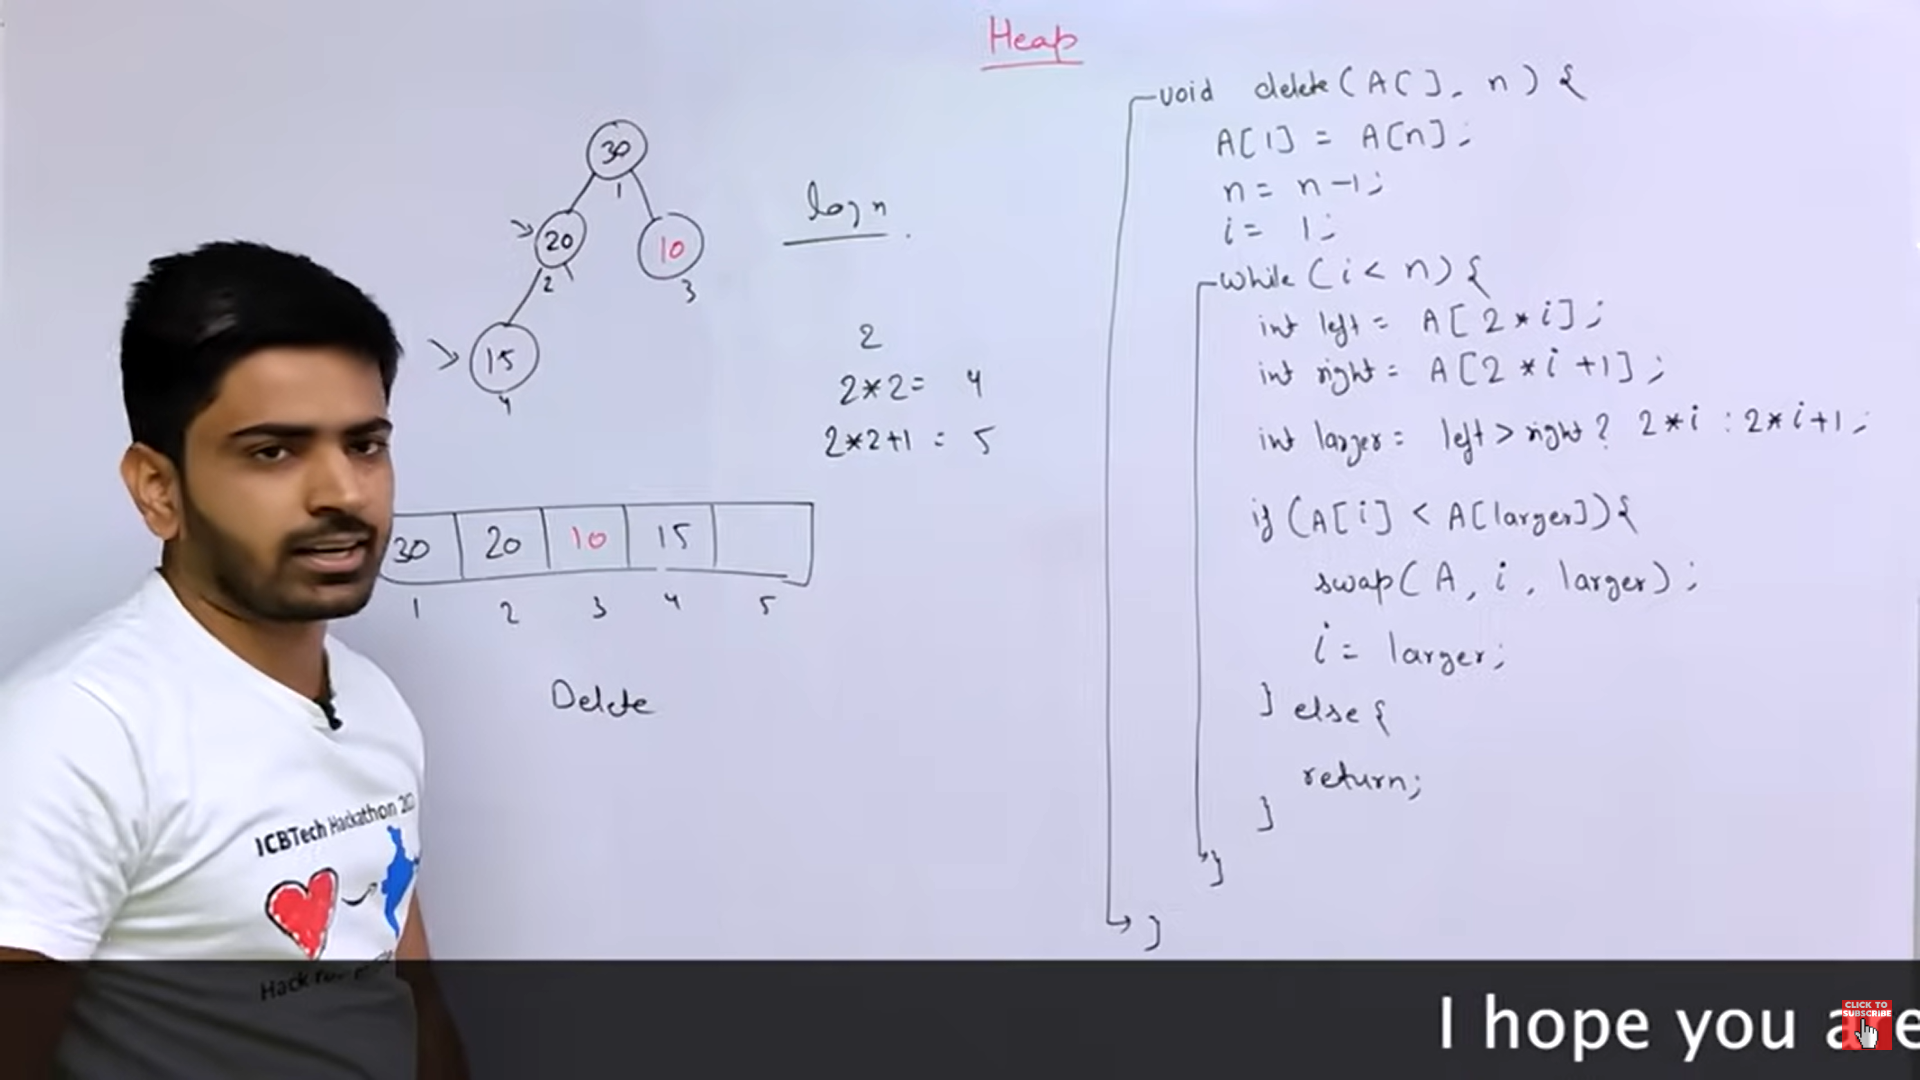 Heap
30
1
20
2
10
3
15
4
log n
2
2*2= 4
2*2+1 = 5
30 20 10 15
1 2 3 4 5
Delete
void delete(A[], n) {
A[1] = A[n];
n = n-1;
i = 1;
while (i < n) {
int left = A[2*i];
int right = A[2*i+1];
int larger = left > right ? 2*i : 2*i+1;
if (A[i] < A[larger]) {
swap(A, i, larger);
i = larger;
} else {
return;
}
}
}
ICBTech Hackathon
Hack
I hope you are
CLICK TO
SUBSCRIBE